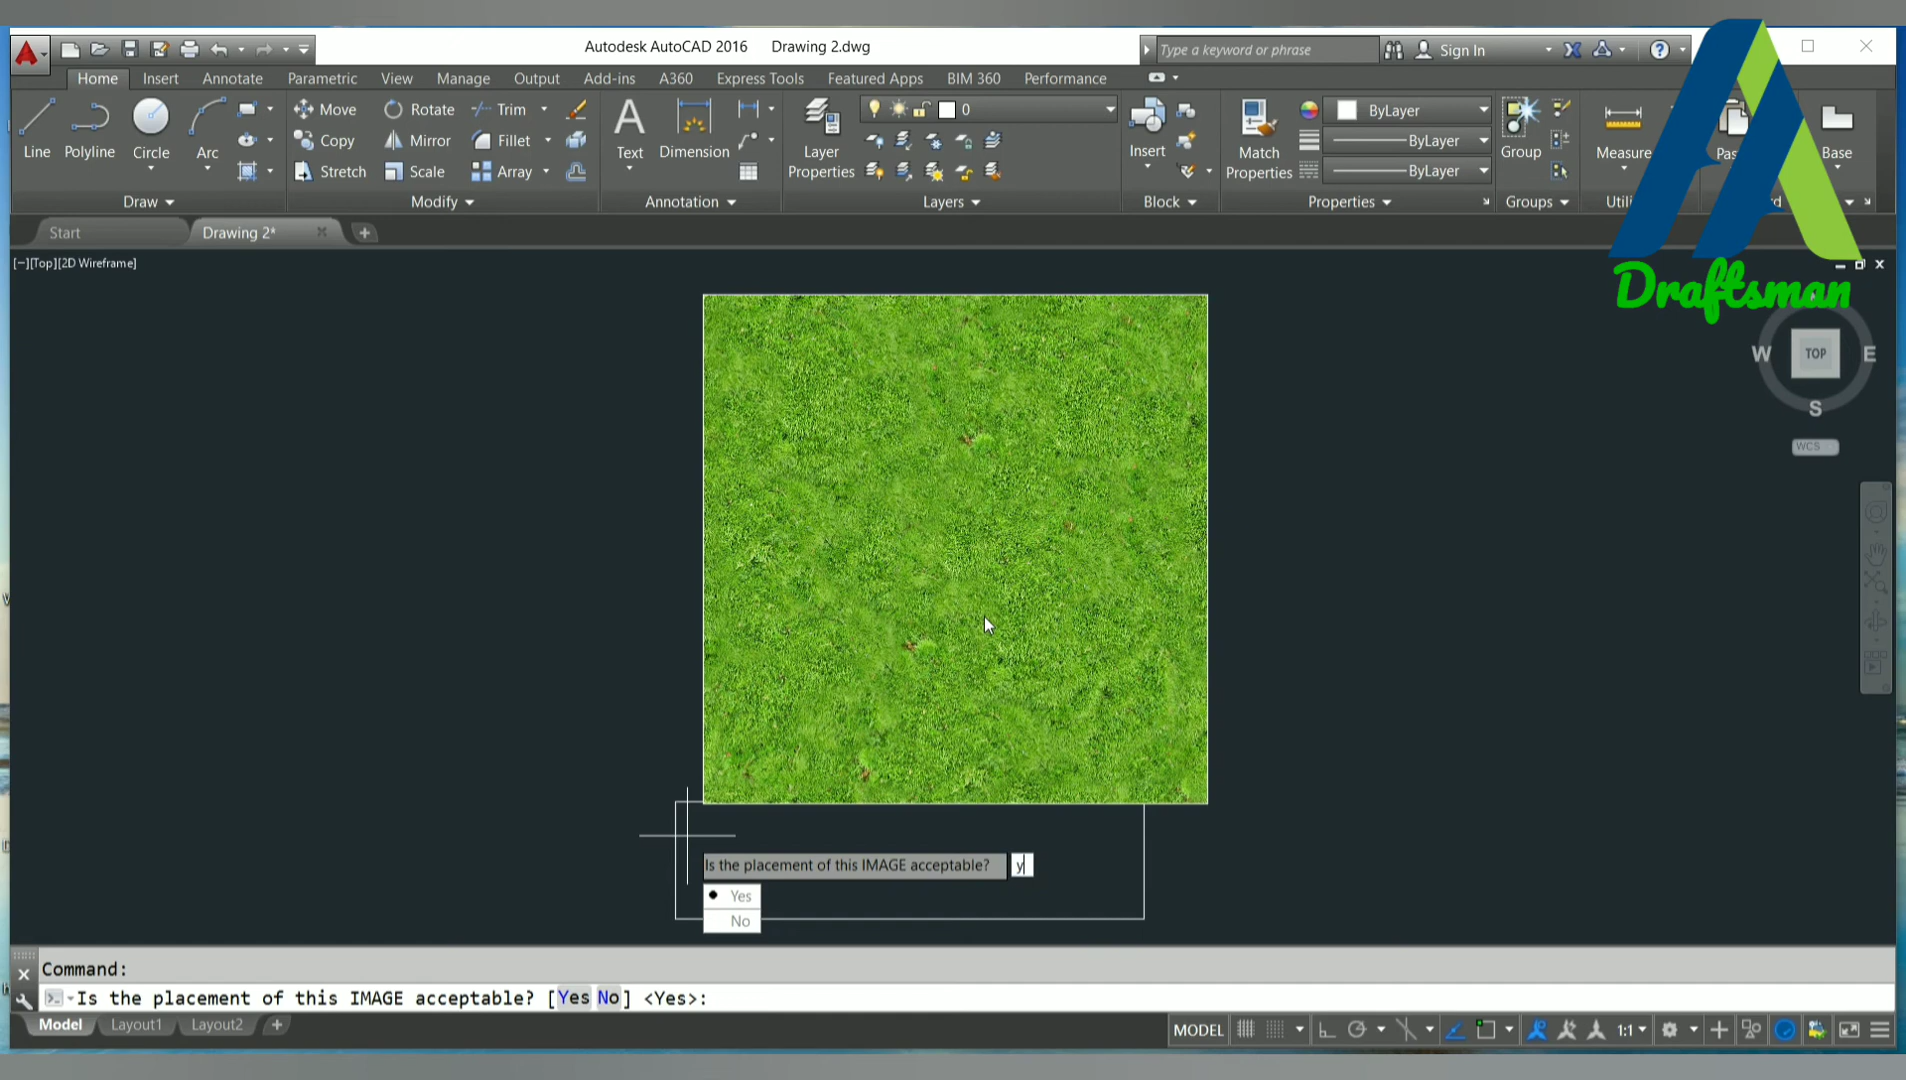 Autodesk AutoCAD 2016 Drawing 2.dwg
Type a keyword or phrase
Sign In
Home Insert Annotate Parametric View Manage Output Add-ins A360 Express Tools Featured Apps BIM 360 Performance
Line Polyline Circle Arc
Move Rotate Trim
Copy Mirror Fillet
Stretch Scale Array
Text Dimension
Layer Properties
0
Insert
Match Properties
ByLayer
ByLayer
ByLayer
Group
Measure
Base
Draw Modify Annotation Layers Block Properties Groups
Start Drawing 2*
[−][Top][2D Wireframe]
Draftsman
W TOP E
S
WCS
Is the placement of this IMAGE acceptable? y
Yes
No
Command:
Is the placement of this IMAGE acceptable? [Yes No] <Yes>:
Model Layout1 Layout2
MODEL 1:1